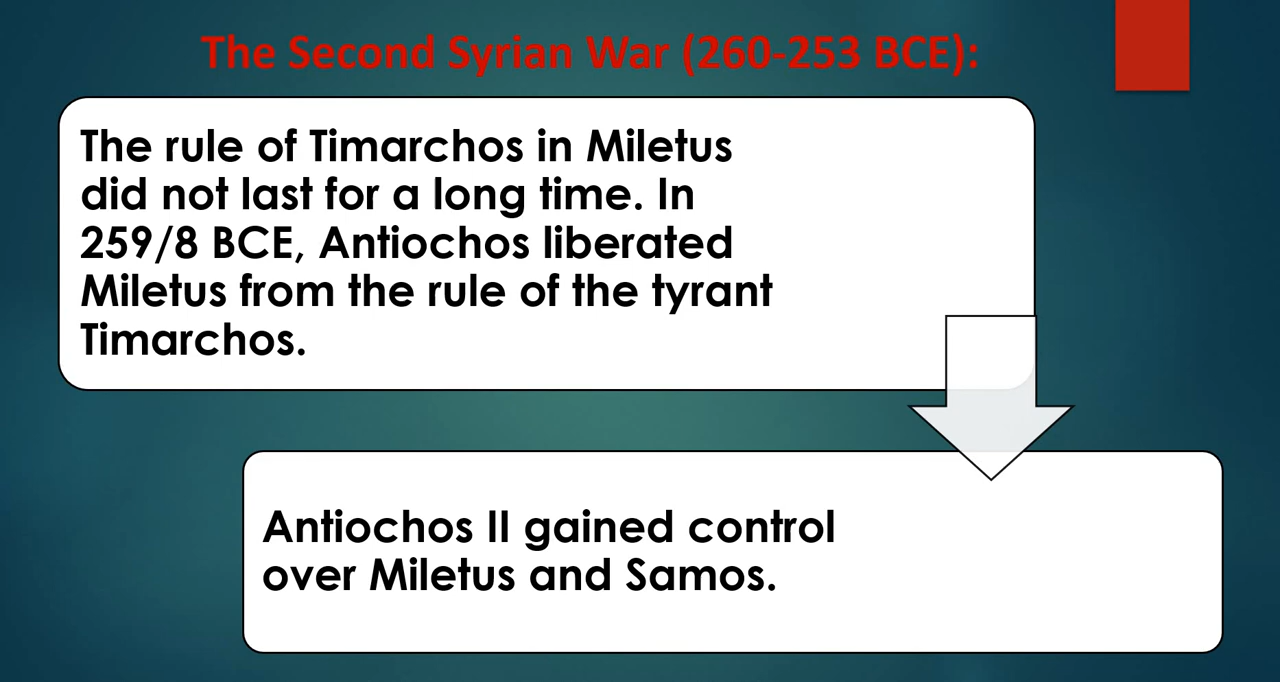 The Second Syrian War (260-253 BCE):
The rule of Timarchos in Miletus
did not last for a long time. In
259/8 BCE, Antiochos liberated
Miletus from the rule of the tyrant
Timarchos.
Antiochos II gained control
over Miletus and Samos.